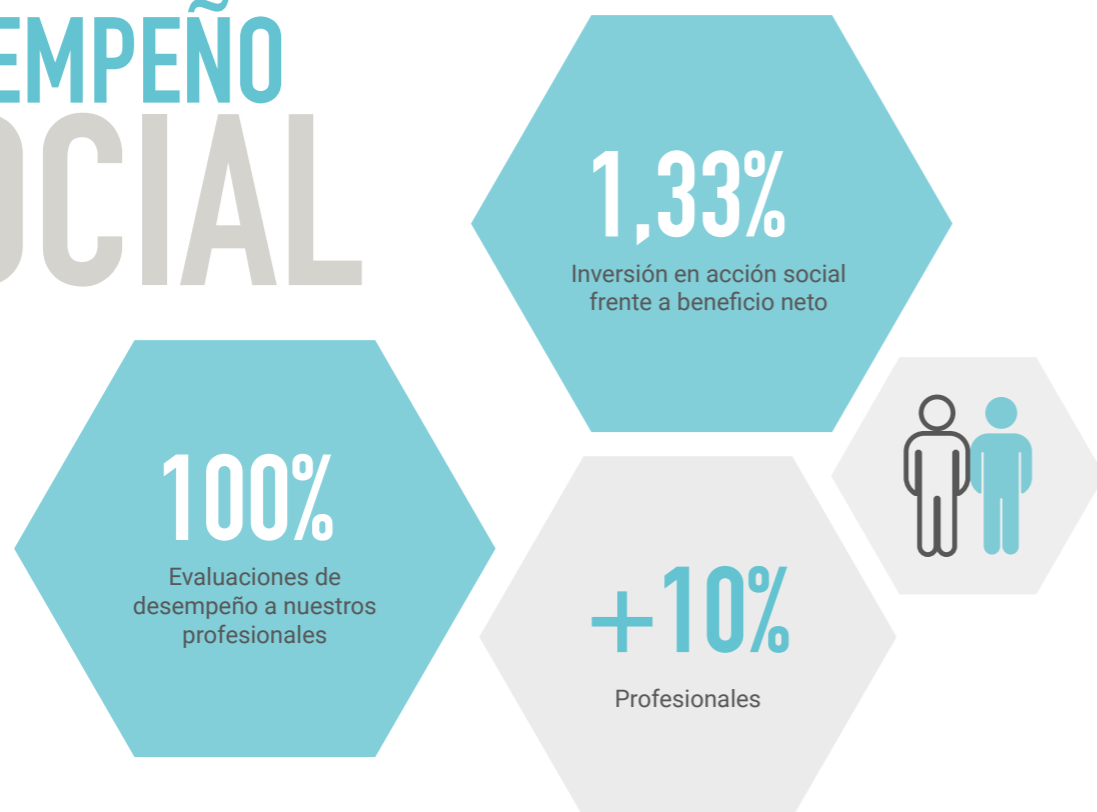 EMPEÑO
OCIAL
1,33%
Inversión en acción social
frente a beneficio neto
100%
Evaluaciones de
desempeño a nuestros
profesionales
+10%
Profesionales